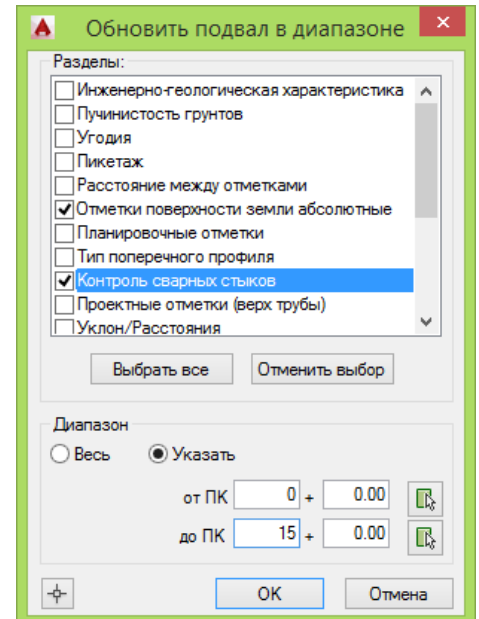 Обновить подвал в диапазоне
Разделы:
Инженерно-геологическая характеристика
Пучинистость грунтов
Угодия
Пикетаж
Расстояние между отметками
Отметки поверхности земли абсолютные
Планировочные отметки
Тип поперечного профиля
Контроль сварных стыков
Проектные отметки (верх трубы)
Уклон/Расстояния
Выбрать все Отменить выбор
Диапазон
Весь Указать
от ПК 0 + 0.00
до ПК 15 + 0.00
OK Отмена